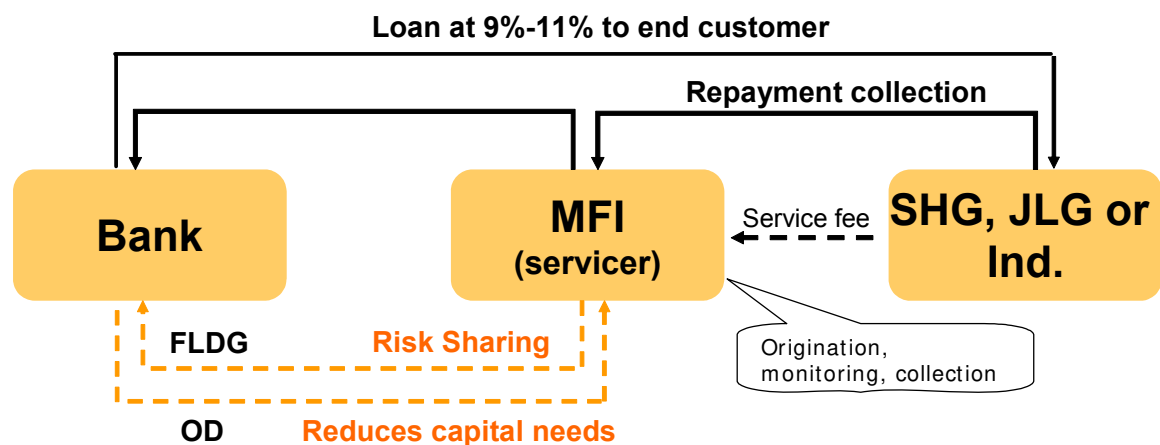 Loan at 9%-11% to end customer
Repayment collection
Bank
MFI
(servicer)
Service fee
SHG, JLG or
Ind.
FLDG
Risk Sharing
Origination,
monitoring, collection
OD
Reduces capital needs